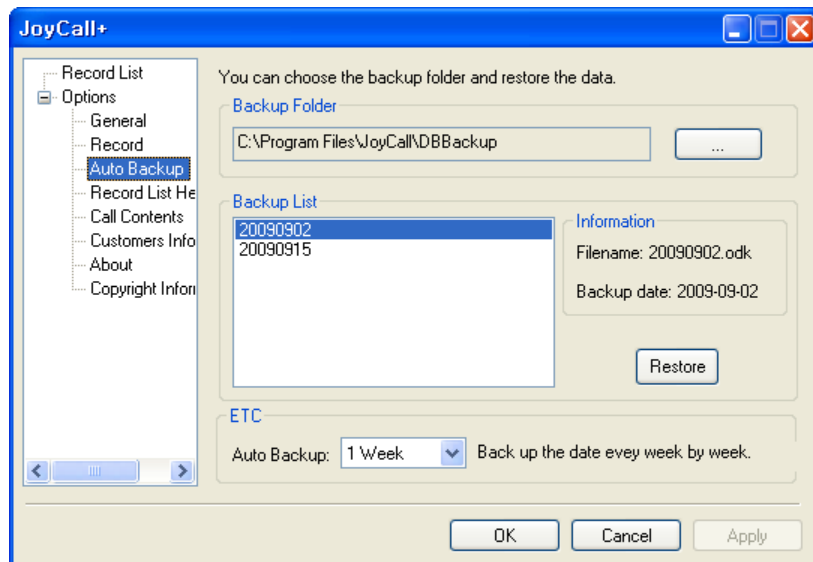 JoyCall+
Record List
Options
General
Record
Auto Backup
Record List He
Call Contents
Customers Info
About
Copyright Infor
You can choose the backup folder and restore the data.
Backup Folder
C:\Program Files\JoyCall\DBBackup
...
Backup List
20090902
20090915
Information
Filename: 20090902.odk
Backup date: 2009-09-02
Restore
ETC
Auto Backup: 1 Week Back up the date evey week by week.
OK Cancel Apply